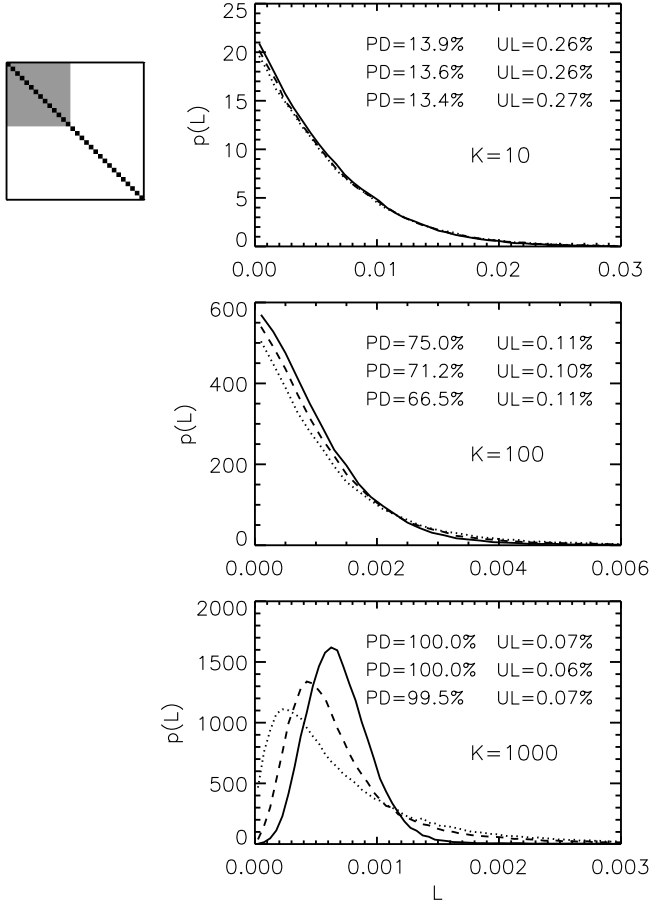 25
20
15
10
5
0
p(L)
PD=13.9% UL=0.26%
PD=13.6% UL=0.26%
PD=13.4% UL=0.27%
K=10
0.00 0.01 0.02 0.03
600
400
200
0
p(L)
PD=75.0% UL=0.11%
PD=71.2% UL=0.10%
PD=66.5% UL=0.11%
K=100
0.000 0.002 0.004 0.006
2000
1500
1000
500
0
p(L)
PD=100.0% UL=0.07%
PD=100.0% UL=0.06%
PD=99.5% UL=0.07%
K=1000
0.000 0.001 0.002 0.003
L